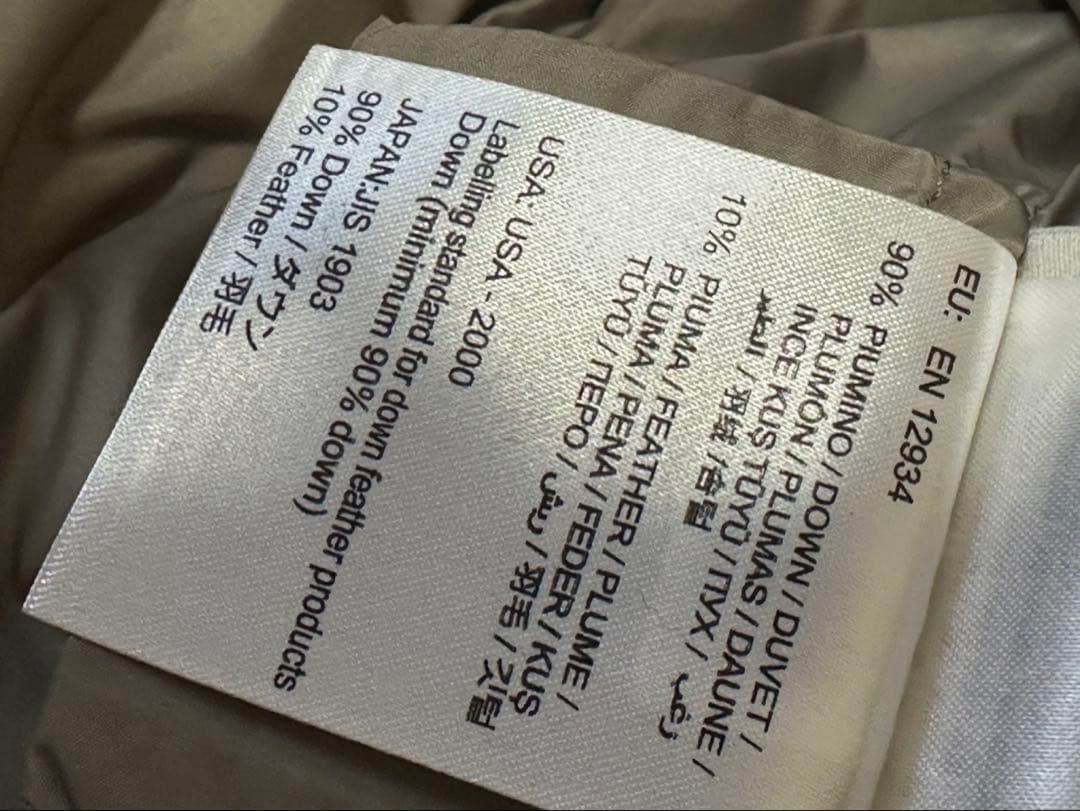 EU: EN 12934
90% PIUMINO / DOWN / DUVET /
PLUMÓN / PLUMAS / DAUNE /
INCE KUŞ TÜYÜ / ПУХ / زغب
/ 羽绒 / 솜털
10% PIUMA / FEATHER / PLUME /
PLUMA / PENA / FEDER / KUŞ
TÜYÜ / ПЕРО / ريش / 羽毛 / 깃털
USA: USA - 2000
Labelling standard for down feather products
Down (minimum 90% down)
JAPAN:JIS 1903
90% Down / ダウン
10% Feather / 羽毛